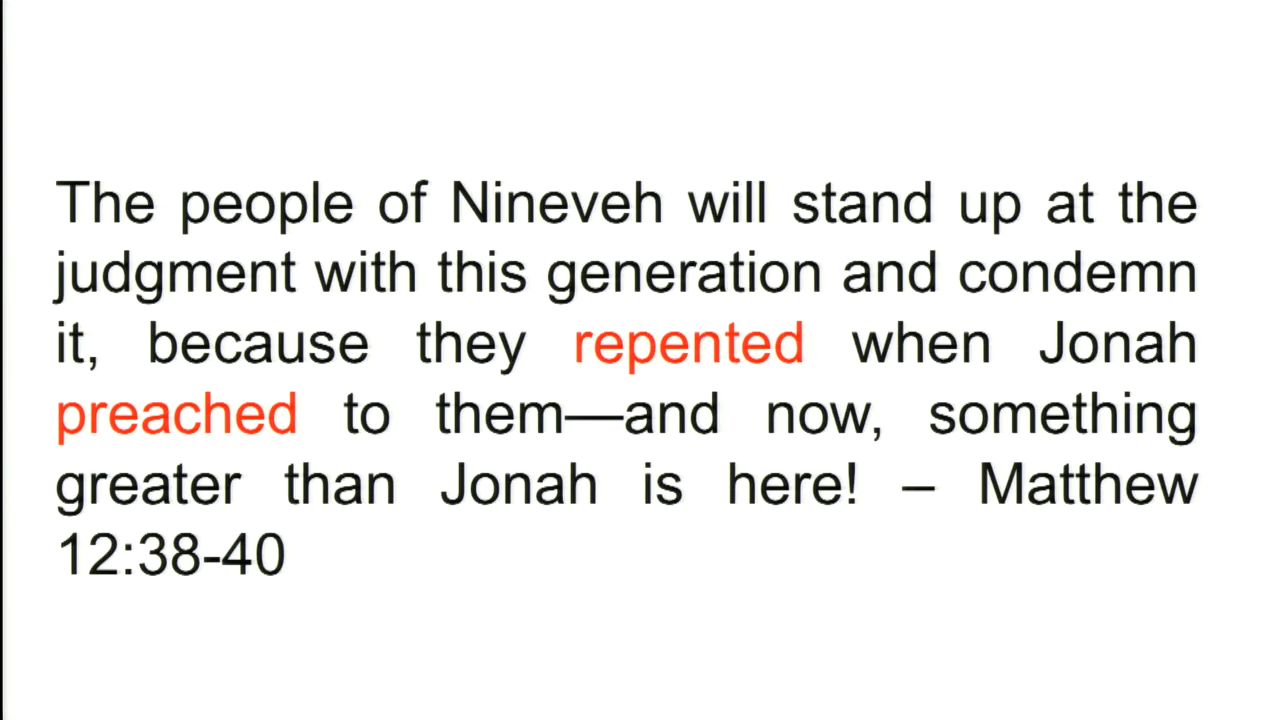 The people of Nineveh will stand up at the
judgment with this generation and condemn
it, because they repented when Jonah
preached to them—and now, something
greater than Jonah is here! – Matthew
12:38-40